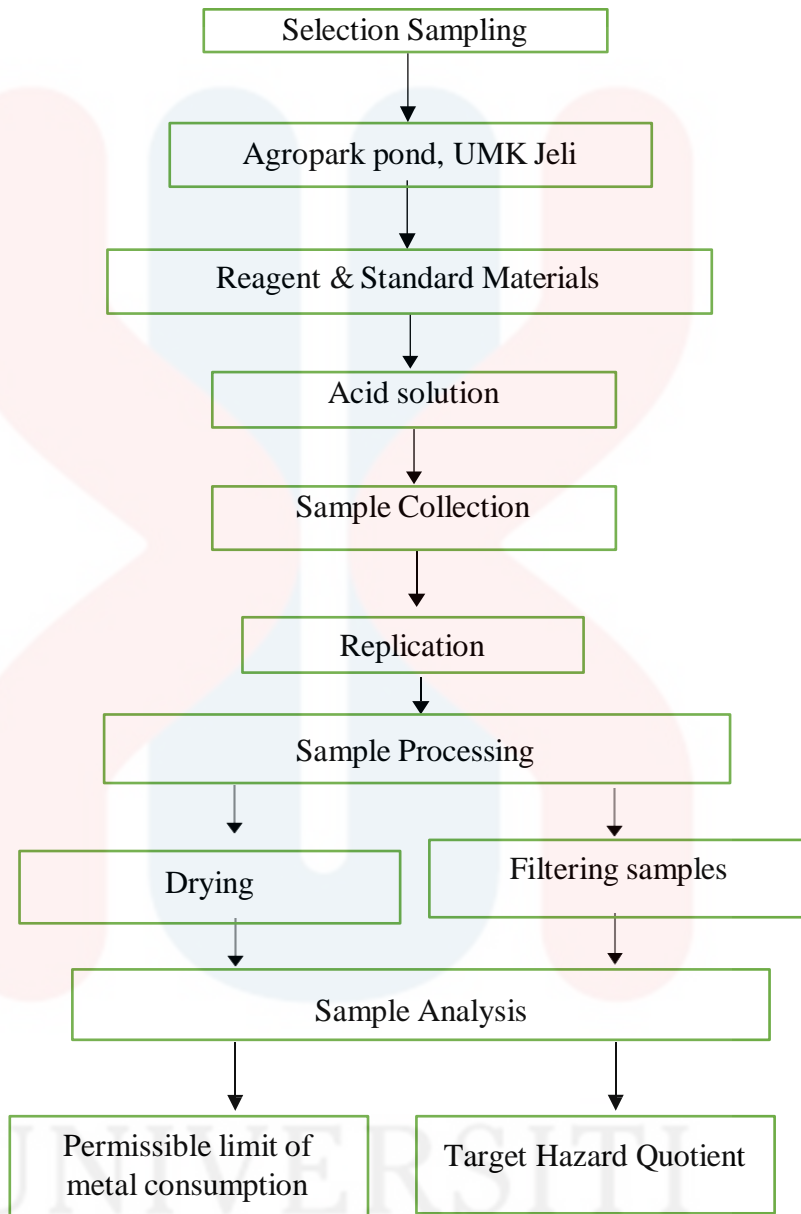 Selection Sampling
Agropark pond, UMK Jeli
Reagent & Standard Materials
Acid solution
Sample Collection
Replication
Sample Processing
Drying
Filtering samples
Sample Analysis
Permissible limit of
metal consumption
Target Hazard Quotient
UNIVERSITI